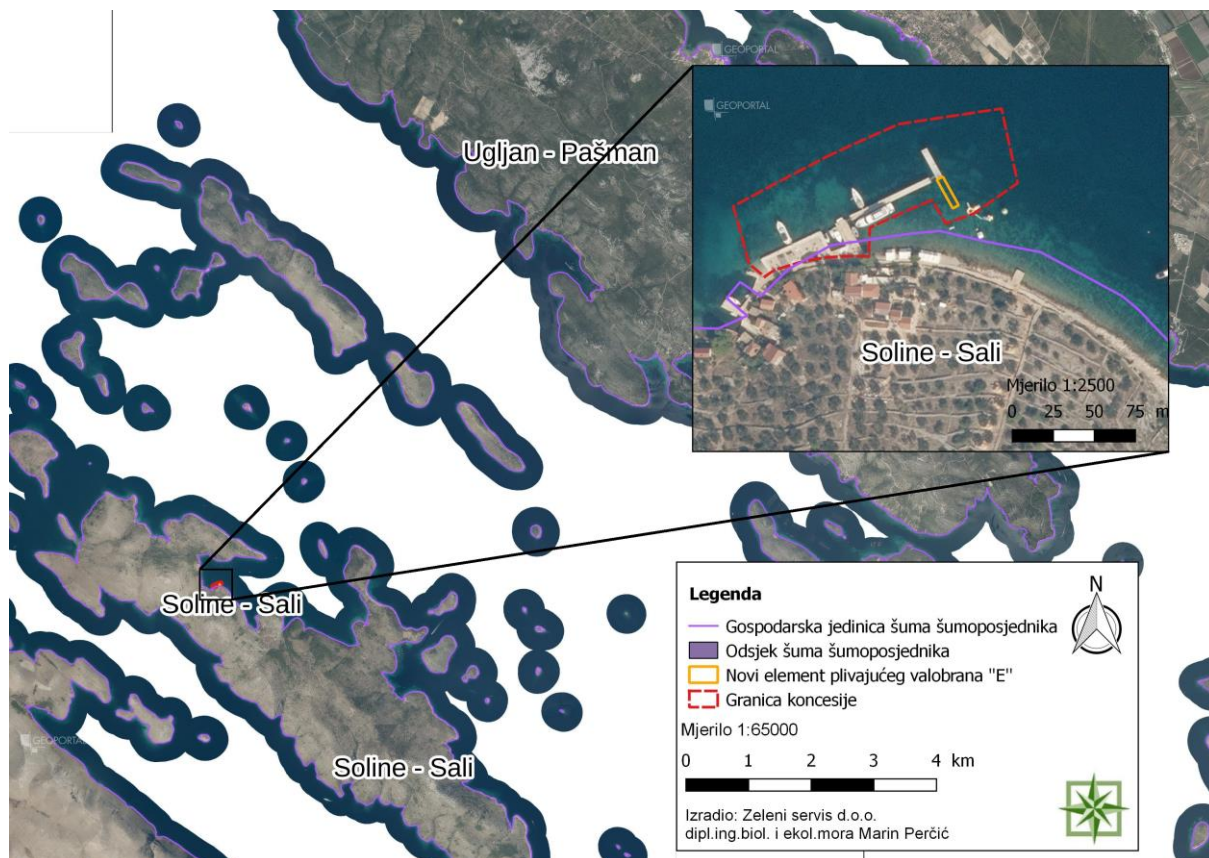 GEOPORTAL
GEOPORTAL
Ugljan - Pašman
Soline - Sali
Mjerilo 1:2500
0 25 50 75 m
Soline - Sali
Soline - Sali
GEOPORTAL
Legenda
N
Gospodarska jedinica šuma šumoposjednika
Odsjek šuma šumoposjednika
Novi element plivajućeg valobrana "E"
Granica koncesije
Mjerilo 1:65000
0 1 2 3 4 km
Izradio: Zeleni servis d.o.o.
dipl.ing.biol. i ekol.mora Marin Perčić